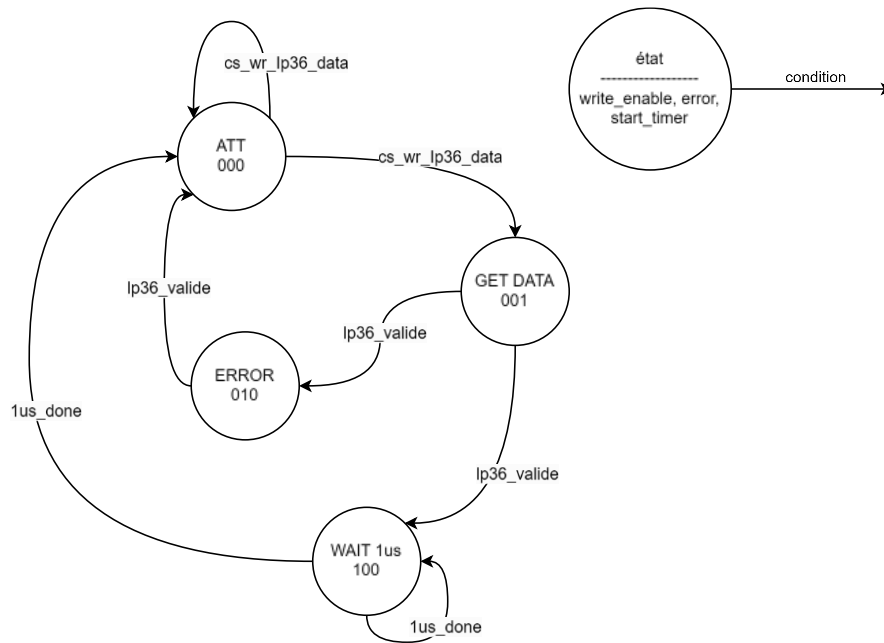 état
------------------
write_enable, error,
start_timer
condition
cs_wr_lp36_data
ATT
000
cs_wr_lp36_data
GET DATA
001
lp36_valide
lp36_valide
ERROR
010
1us_done
lp36_valide
WAIT 1us
100
1us_done